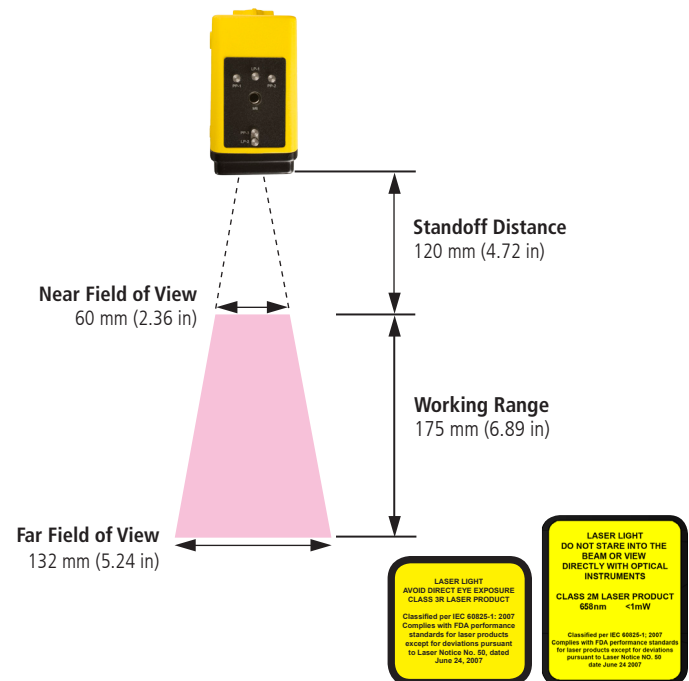 Standoff Distance
120 mm (4.72 in)
Near Field of View
60 mm (2.36 in)
Working Range
175 mm (6.89 in)
Far Field of View
132 mm (5.24 in)
LASER LIGHT
AVOID DIRECT EYE EXPOSURE
CLASS 3R LASER PRODUCT
Classified per IEC 60825-1: 2007
Complies with FDA performance
standards for laser products
except for deviations pursuant
to Laser Notice No. 50, dated
June 24, 2007
LASER LIGHT
DO NOT STARE INTO THE
BEAM OR VIEW
DIRECTLY WITH OPTICAL
INSTRUMENTS
CLASS 2M LASER PRODUCT
658nm <1mW
Classified per IEC 60825-1; 2007
Complies with FDA performance standards
for laser products except for deviations
pursuant to Laser Notice NO. 50
date June 24 2007